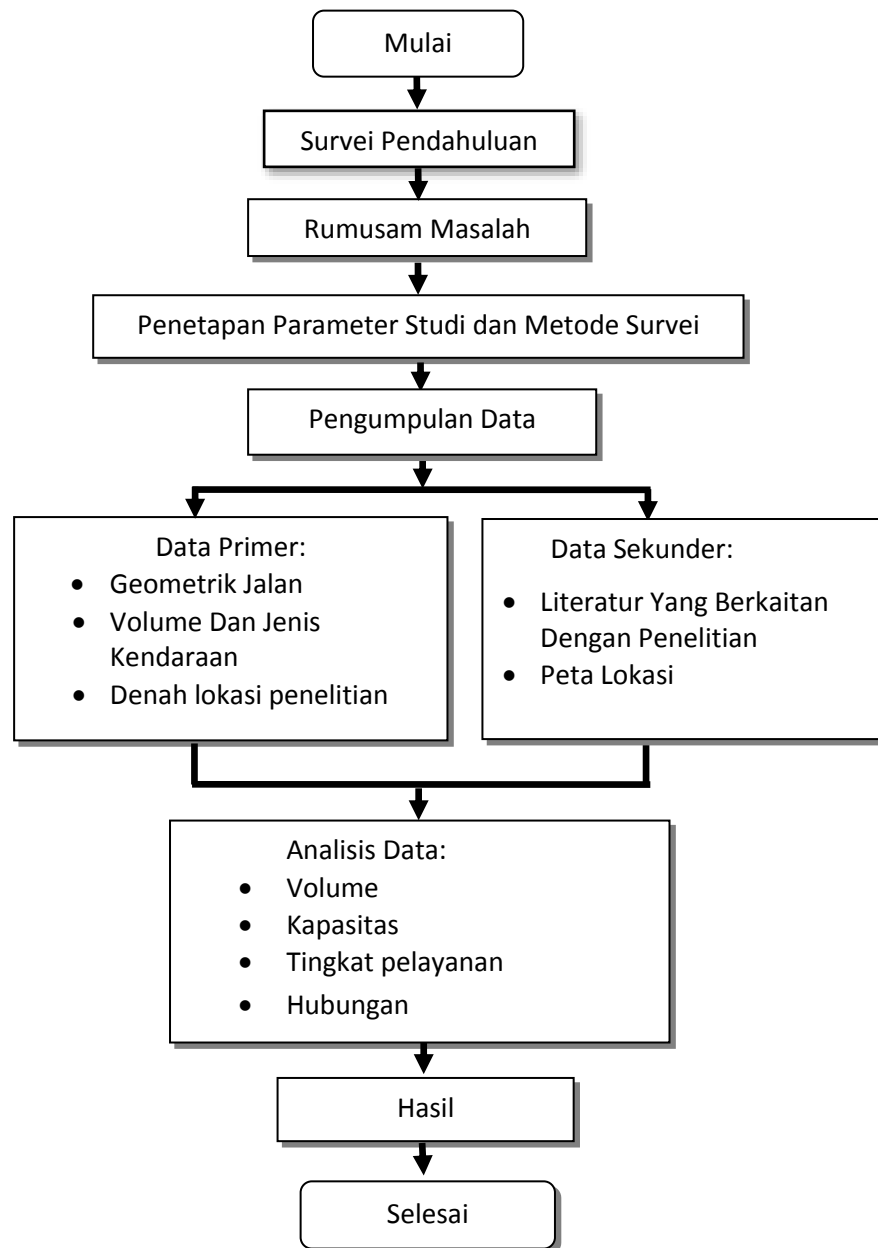 Mulai
Survei Pendahuluan
Rumusam Masalah
Penetapan Parameter Studi dan Metode Survei
Pengumpulan Data
Data Primer:
• Geometrik Jalan
• Volume Dan Jenis
Kendaraan
• Denah lokasi penelitian
Data Sekunder:
• Literatur Yang Berkaitan
Dengan Penelitian
• Peta Lokasi
Analisis Data:
• Volume
• Kapasitas
• Tingkat pelayanan
• Hubungan
Hasil
Selesai